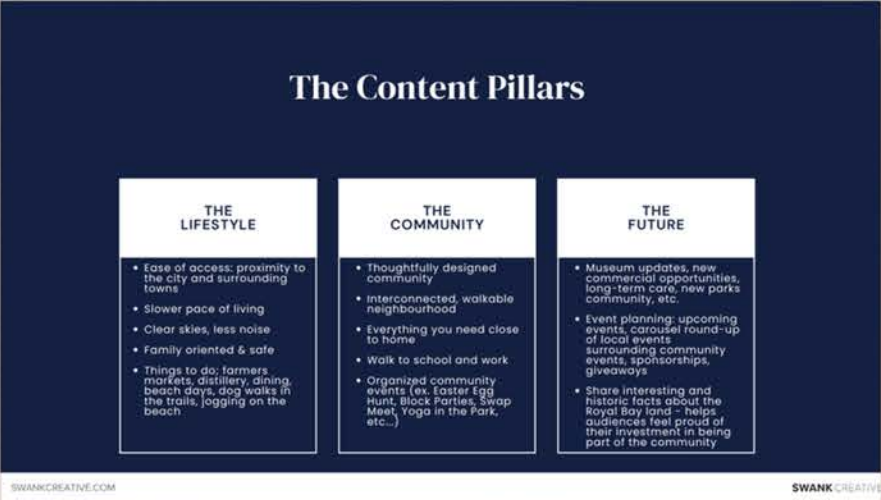 The Content Pillars
THE
LIFESTYLE
• Ease of access: proximity to
the city and surrounding
towns
• Slower pace of living
• Clear skies, less noise
• Family oriented & safe
• Things to do; farmers
markets, distillery, dining,
beach days, dog walks in
the trails, jogging on the
beach
THE
COMMUNITY
• Thoughtfully designed
community
• Interconnected, walkable
neighbourhood
• Everything you need close
to home
• Walk to school and work
• Organized community
events (ex. Easter Egg
Hunt, Block Parties, Swap
Meet, Yoga in the Park,
etc...)
THE
FUTURE
• Museum updates, new
commercial opportunities,
long-term care, new parks
community, etc.
• Event planning: upcoming
events, carousel round-up
of local events
surrounding community
events, sponsorships,
giveaways
• Share interesting and
historic facts about the
Royal Bay land - helps
audiences feel proud of
their investment in being
part of the community
SWANKCREATIVE.COM
SWANK CREATIVE